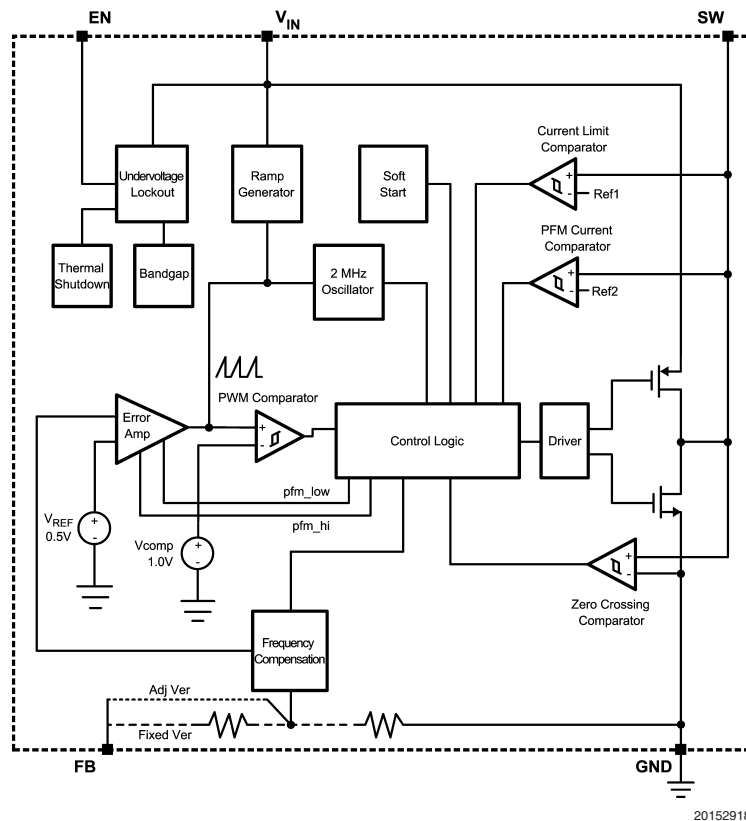 EN
VIN
SW
Undervoltage
Lockout
Ramp
Generator
Soft
Start
Current Limit
Comparator
+
-
Ref1
Thermal
Shutdown
Bandgap
2 MHz
Oscillator
PFM Current
Comparator
+
-
Ref2
Error
Amp
PWM Comparator
+
-
Control Logic
Driver
pfm_low
pfm_hi
VREF
0.5V
+
-
Vcomp
1.0V
+
-
+
-
Zero Crossing
Comparator
Frequency
Compensation
Adj Ver
Fixed Ver
FB
GND
20152918